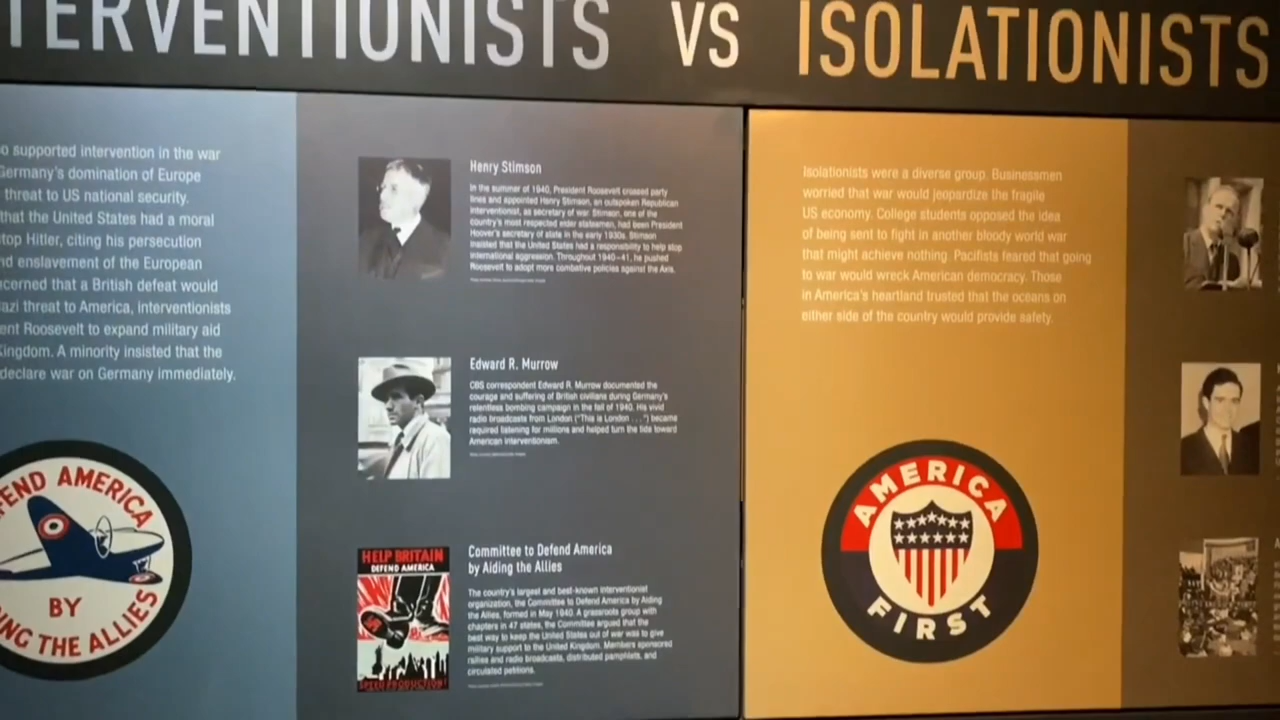 TERVENTIONISTS VS ISOLATIONISTS
o supported intervention in the war
Germany's domination of Europe
threat to US national security.
that the United States had a moral
top Hitler, citing his persecution
nd enslavement of the European
ncerned that a British defeat would
azi threat to America, interventionists
ent Roosevelt to expand military aid
Kingdom. A minority insisted that the
declare war on Germany immediately.
FEND AMERICA
BY
ING THE ALLIES
Henry Stimson
In the summer of 1940, President Roosevelt crossed party
lines and appointed Henry Stimson, an outspoken Republican
interventionist, as secretary of war. Stimson, one of the
country's most respected elder statesmen, had been President
Hoover's secretary of state in the early 1930s. Stimson
insisted that the United States had a responsibility to help stop
international aggression. Throughout 1940–41, he pushed
Roosevelt to adopt more combative policies against the Axis.
Edward R. Murrow
CBS correspondent Edward R. Murrow documented the
courage and suffering of British civilians during Germany's
relentless bombing campaign in the fall of 1940. His vivid
radio broadcasts from London ("This is London . . .") became
required listening for millions and helped turn the tide toward
American interventionism.
HELP BRITAIN
DEFEND AMERICA
SPEED PRODUCTION!
Committee to Defend America
by Aiding the Allies
The country's largest and best-known interventionist
organization, the Committee to Defend America by Aiding
the Allies, formed in May 1940. A grassroots group with
chapters in 47 states, the Committee argued that the
best way to keep the United States out of war was to give
military support to the United Kingdom. Members sponsored
rallies and radio broadcasts, distributed pamphlets, and
circulated petitions.
Isolationists were a diverse group. Businessmen
worried that war would jeopardize the fragile
US economy. College students opposed the idea
of being sent to fight in another bloody world war
that might achieve nothing. Pacifists feared that going
to war would wreck American democracy. Those
in America's heartland trusted that the oceans on
either side of the country would provide safety.
AMERICA
FIRST